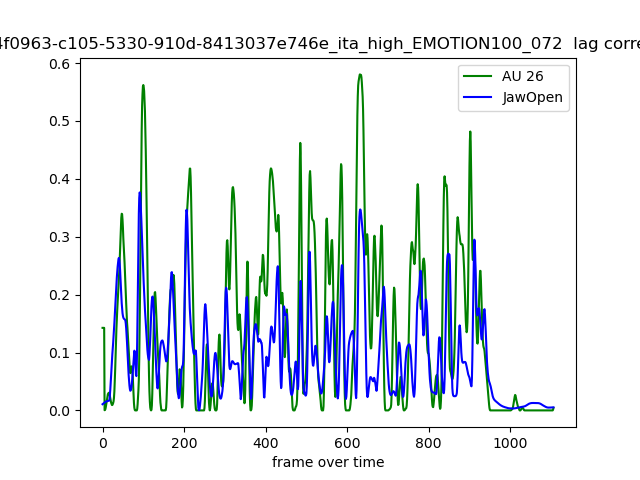 4f0963-c105-5330-910d-8413037e746e_ita_high_EMOTION100_072 lag corre
0.6
0.5
0.4
0.3
0.2
0.1
0.0
AU 26
JawOpen
0 200 400 600 800 1000
frame over time